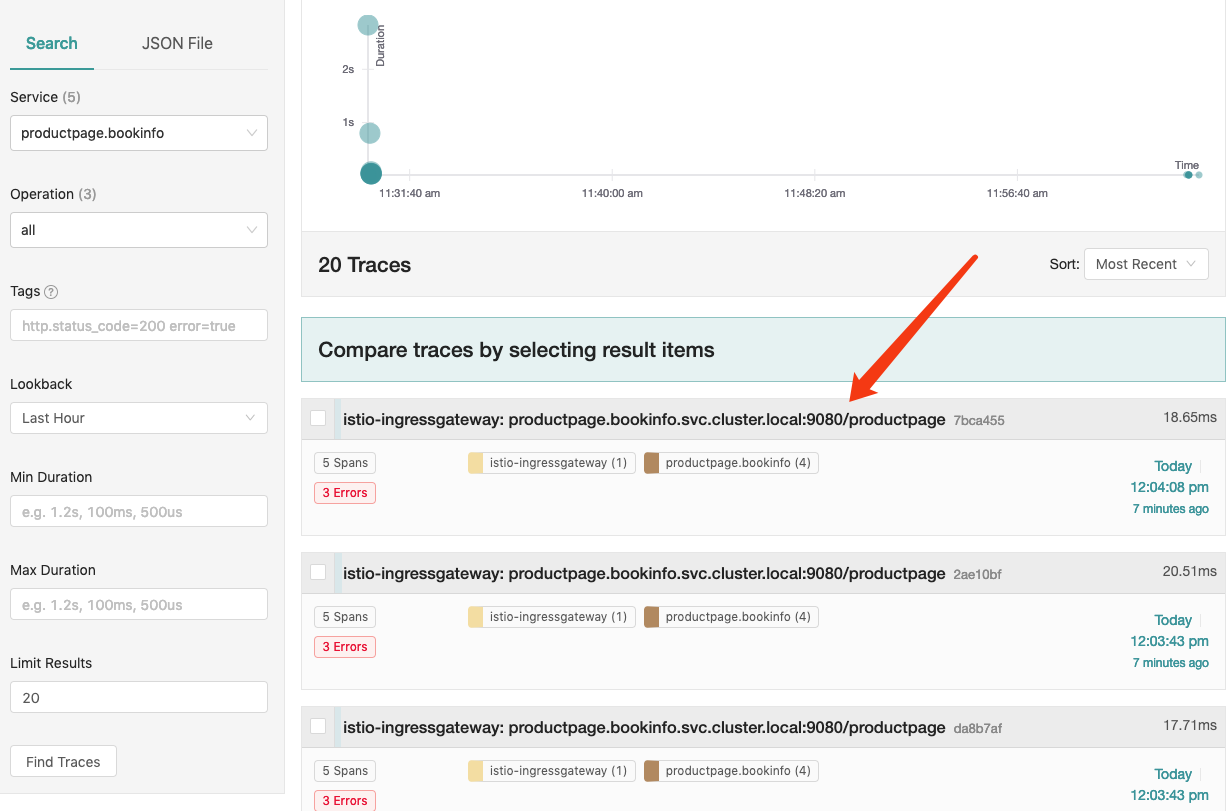 Search
JSON File
Service (5)
productpage.bookinfo
Operation (3)
all
Tags ?
http.status_code=200 error=true
Lookback
Last Hour
Min Duration
e.g. 1.2s, 100ms, 500us
Max Duration
e.g. 1.2s, 100ms, 500us
Limit Results
20
Find Traces
Duration
2s
1s
Time
11:31:40 am
11:40:00 am
11:48:20 am
11:56:40 am
20 Traces
Sort: Most Recent
Compare traces by selecting result items
istio-ingressgateway: productpage.bookinfo.svc.cluster.local:9080/productpage 7bca455
18.65ms
5 Spans
istio-ingressgateway (1)
productpage.bookinfo (4)
3 Errors
Today
12:04:08 pm
7 minutes ago
istio-ingressgateway: productpage.bookinfo.svc.cluster.local:9080/productpage 2ae10bf
20.51ms
5 Spans
istio-ingressgateway (1)
productpage.bookinfo (4)
3 Errors
Today
12:03:43 pm
7 minutes ago
istio-ingressgateway: productpage.bookinfo.svc.cluster.local:9080/productpage da8b7af
17.71ms
5 Spans
istio-ingressgateway (1)
productpage.bookinfo (4)
3 Errors
Today
12:03:43 pm